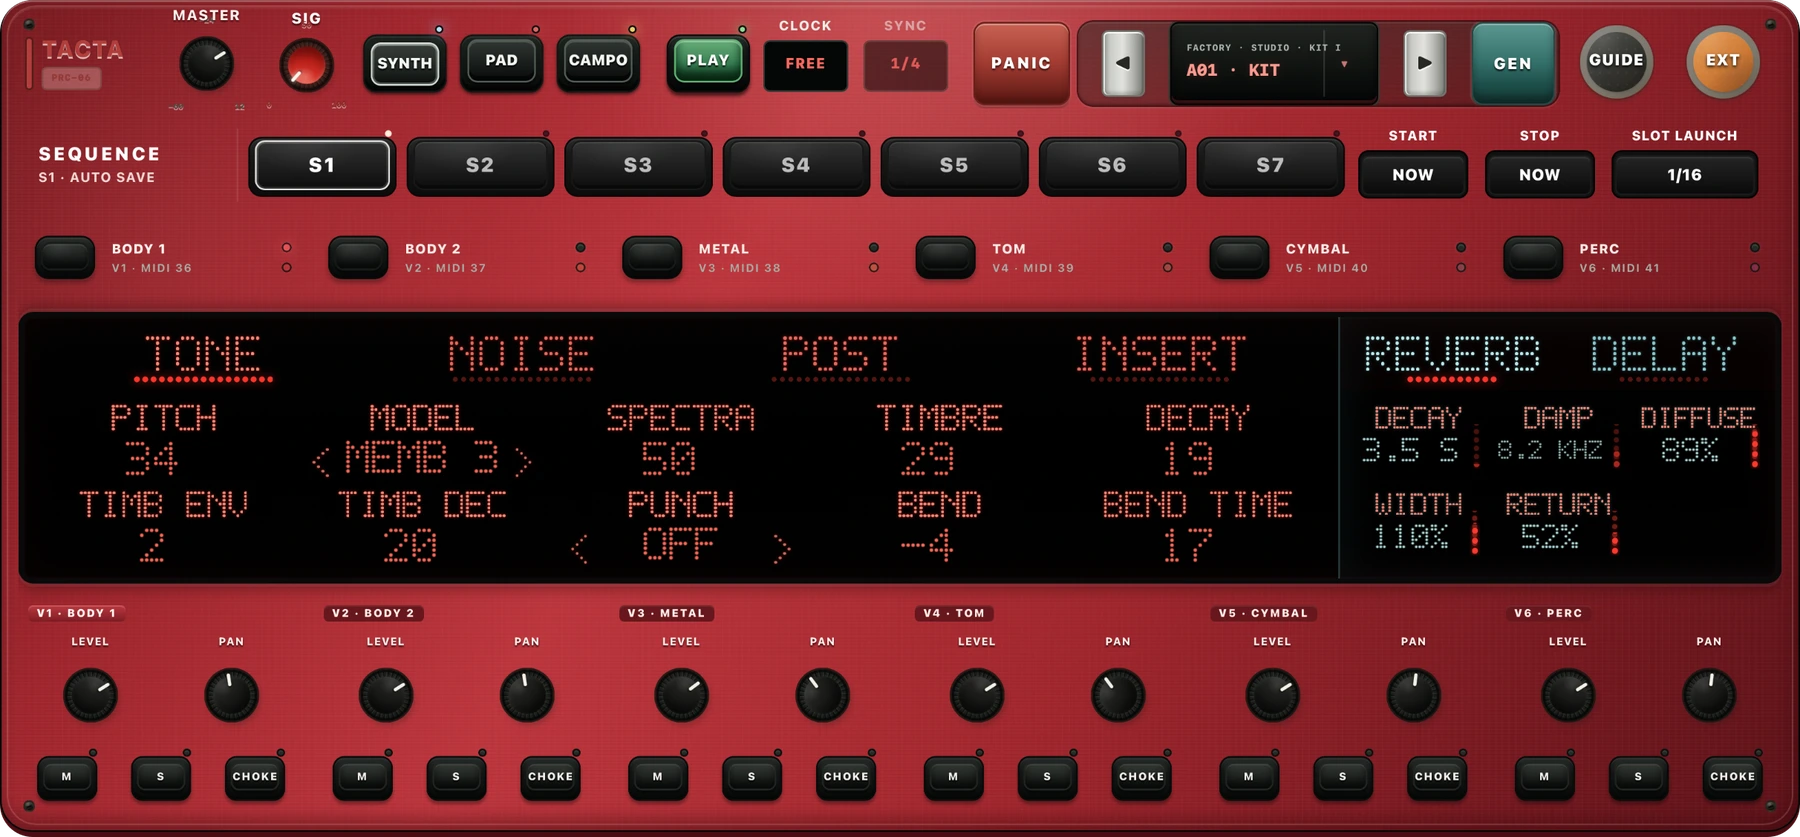 MASTER
SIG
TACTA
PRC-06
-60
12
0
100
SYNTH
PAD
CAMPO
PLAY
CLOCK
FREE
SYNC
1/4
PANIC
◀
FACTORY · STUDIO · KIT I
A01 · KIT
▼
▶
GEN
GUIDE
EXT
SEQUENCE
S1 · AUTO SAVE
S1
S2
S3
S4
S5
S6
S7
START
NOW
STOP
NOW
SLOT LAUNCH
1/16
BODY 1
V1 · MIDI 36
BODY 2
V2 · MIDI 37
METAL
V3 · MIDI 38
TOM
V4 · MIDI 39
CYMBAL
V5 · MIDI 40
PERC
V6 · MIDI 41
TONE NOISE POST INSERT
PITCH MODEL SPECTRA TIMBRE DECAY
34 < MEMB 3 > 50 29 19
TIMB ENV TIMB DEC PUNCH BEND BEND TIME
2 20 < OFF > -4 17
REVERB DELAY
DECAY DAMP DIFFUSE
3.5 S 8.2 KHZ 89%
WIDTH RETURN
110% 52%
V1 · BODY 1
LEVEL PAN
M S CHOKE
V2 · BODY 2
LEVEL PAN
M S CHOKE
V3 · METAL
LEVEL PAN
M S CHOKE
V4 · TOM
LEVEL PAN
M S CHOKE
V5 · CYMBAL
LEVEL PAN
M S CHOKE
V6 · PERC
LEVEL PAN
M S CHOKE